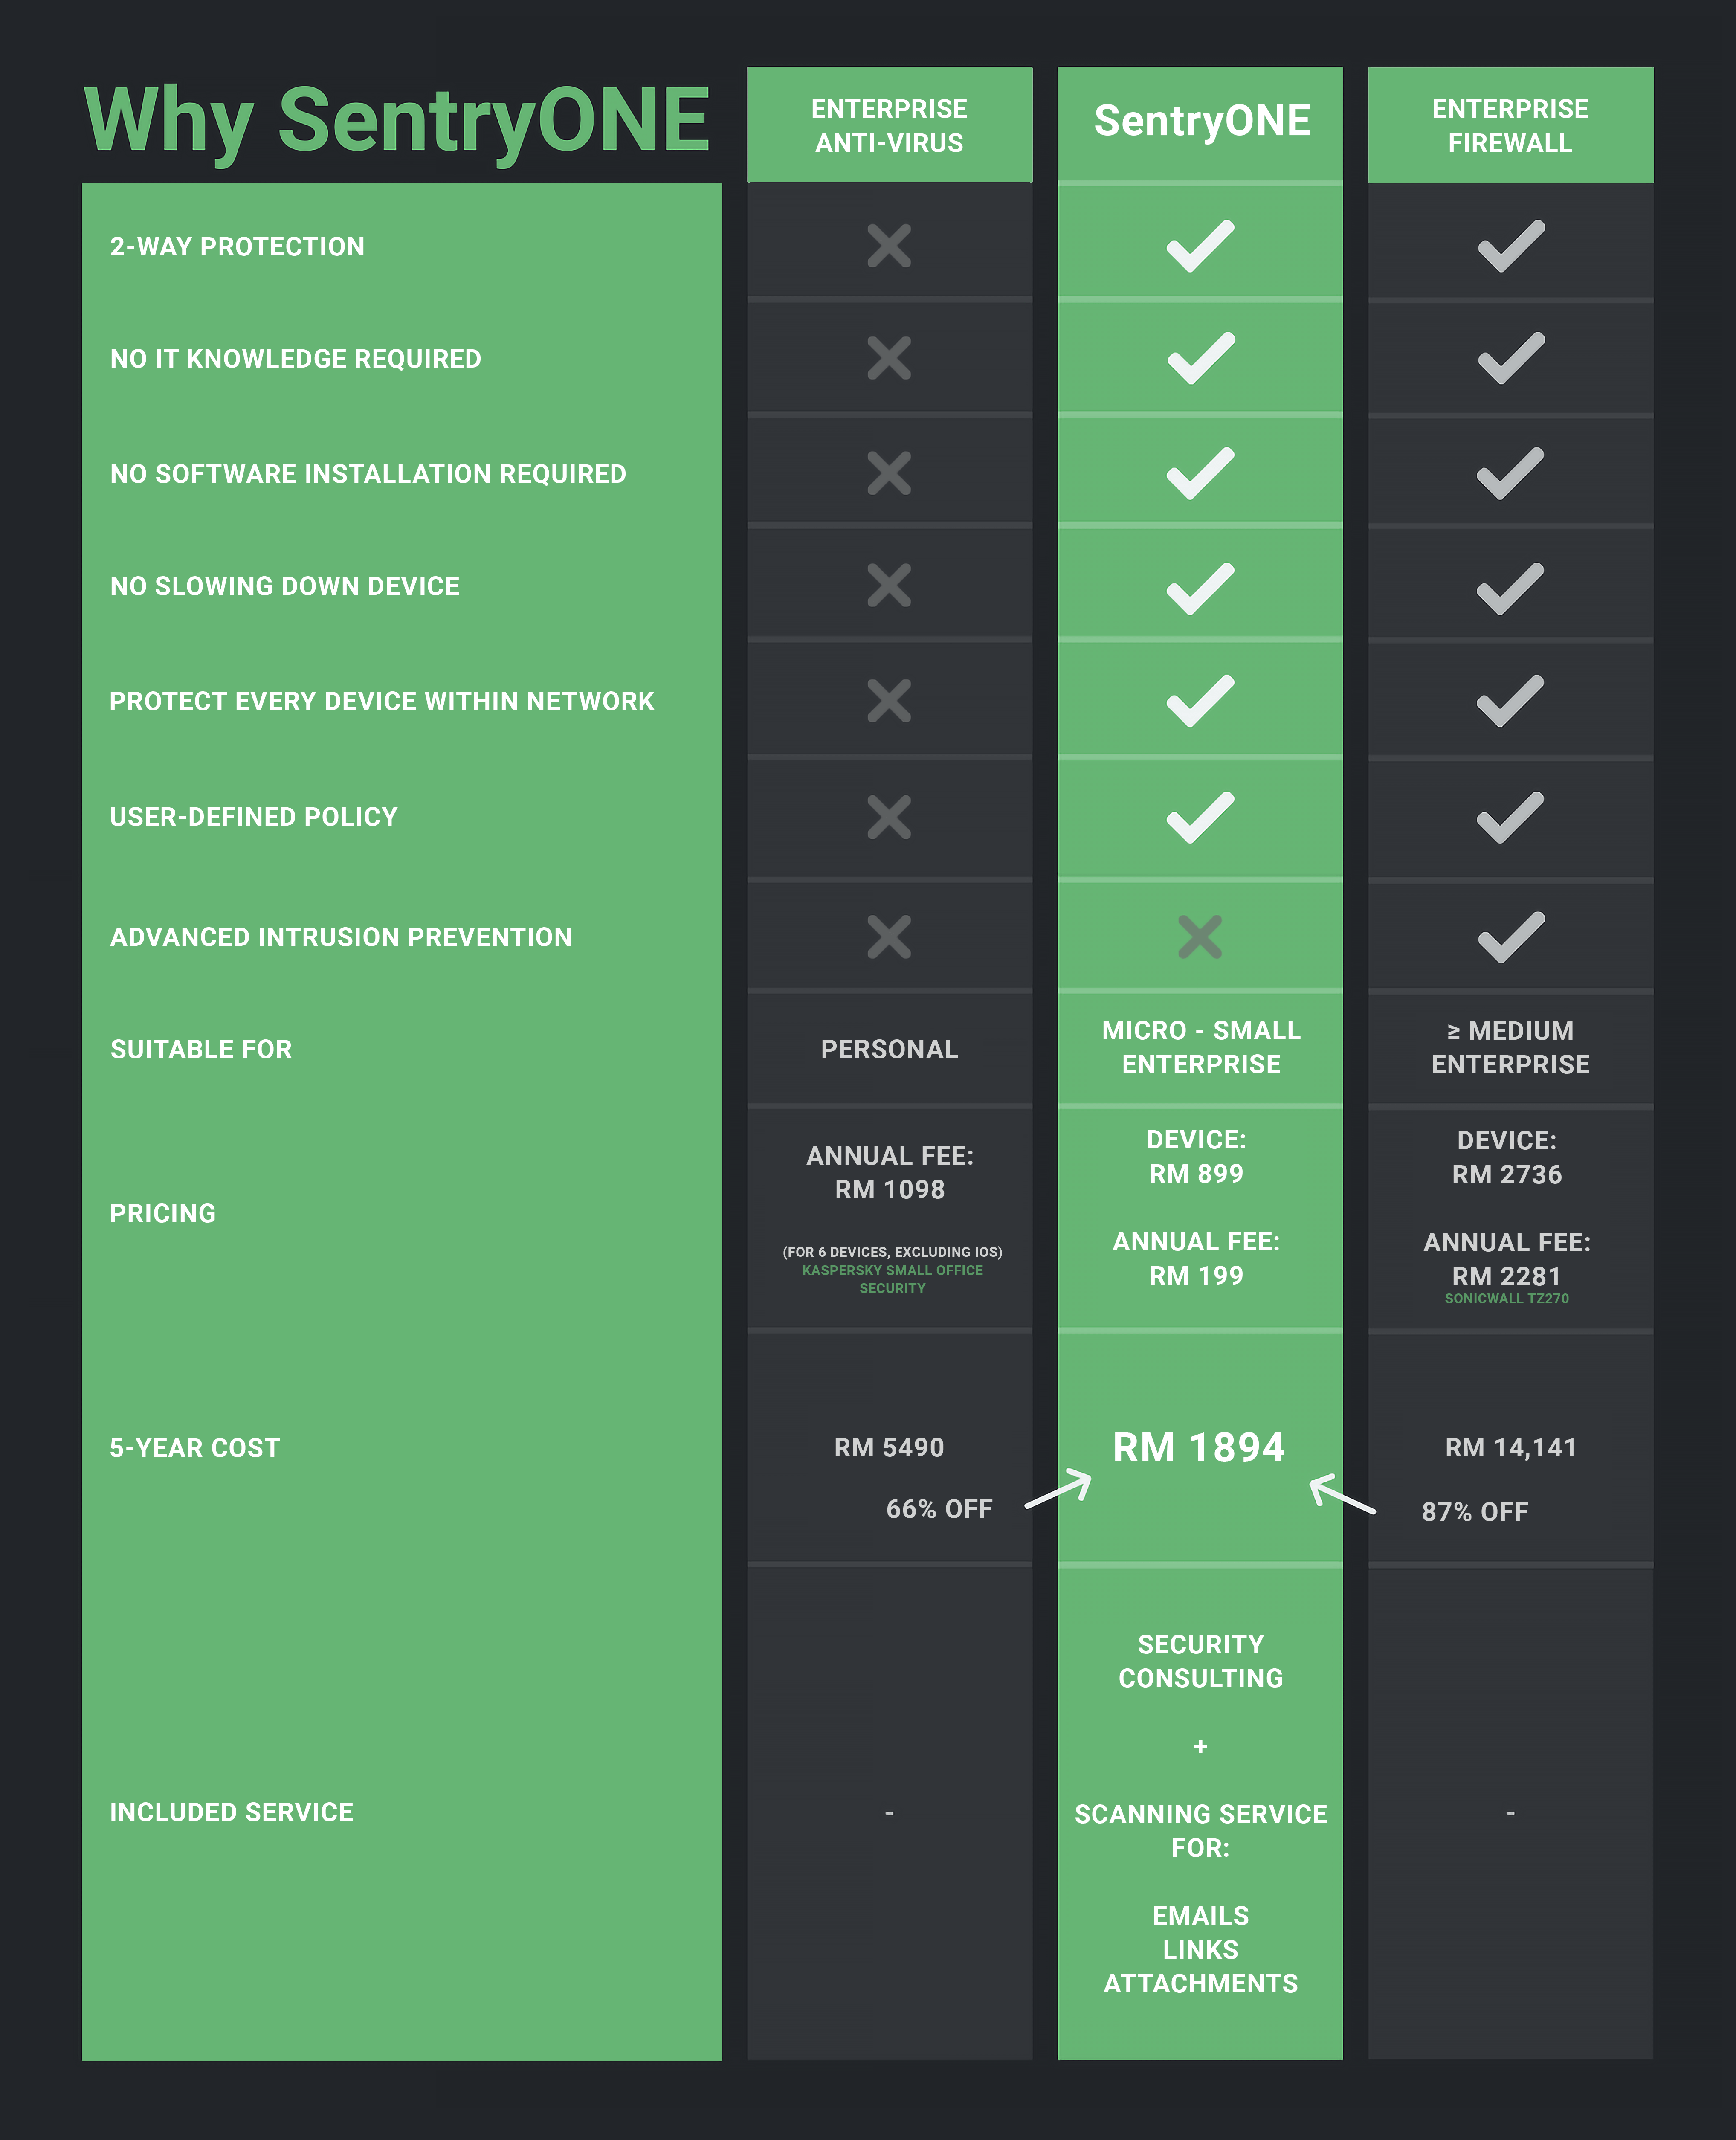 Why SentryONE
ENTERPRISE
ANTI-VIRUS
SentryONE
ENTERPRISE
FIREWALL
2-WAY PROTECTION
NO IT KNOWLEDGE REQUIRED
NO SOFTWARE INSTALLATION REQUIRED
NO SLOWING DOWN DEVICE
PROTECT EVERY DEVICE WITHIN NETWORK
USER-DEFINED POLICY
ADVANCED INTRUSION PREVENTION
SUITABLE FOR
PERSONAL
MICRO - SMALL
ENTERPRISE
≥ MEDIUM
ENTERPRISE
PRICING
ANNUAL FEE:
RM 1098
(FOR 6 DEVICES, EXCLUDING IOS)
KASPERSKY SMALL OFFICE
SECURITY
DEVICE:
RM 899
ANNUAL FEE:
RM 199
DEVICE:
RM 2736
ANNUAL FEE:
RM 2281
SONICWALL TZ270
5-YEAR COST
RM 5490
66% OFF
RM 1894
RM 14,141
87% OFF
INCLUDED SERVICE
-
SECURITY
CONSULTING
+
SCANNING SERVICE
FOR:
EMAILS
LINKS
ATTACHMENTS
-